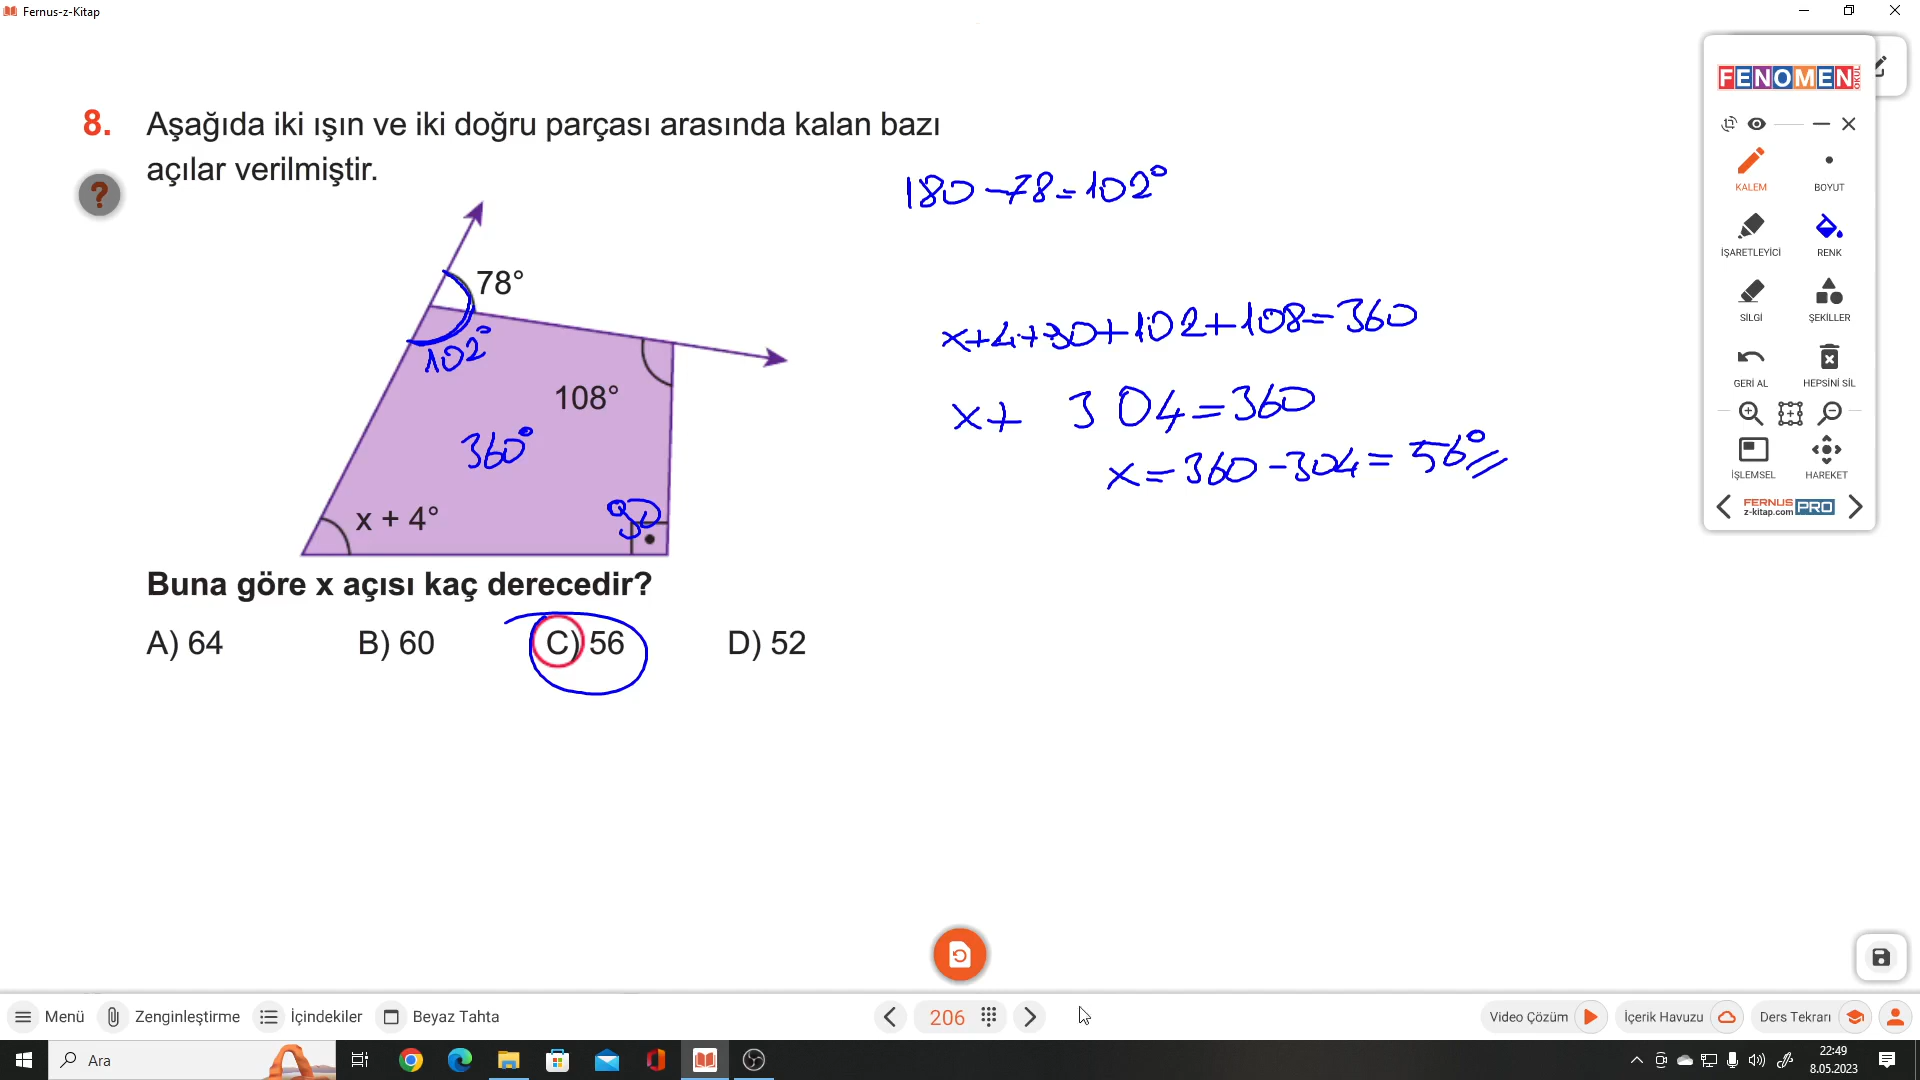 Fernus-z-Kitap
8. Aşağıda iki ışın ve iki doğru parçası arasında kalan bazı
açılar verilmiştir.
?
180-78=102°
78°
102°
108°
360°
x + 4°
90
x+4+90+102+108=360
x+ 304=360
x=360-304=56°
Buna göre x açısı kaç derecedir?
A) 64 B) 60 C) 56 D) 52
FENOMEN OKUL
KALEM BOYUT
İŞARETLEYİCİ RENK
SİLGİ ŞEKİLLER
GERİ AL HEPSİNİ SİL
İŞLEMSEL HAREKET
FERNUS
z-kitap.com PRO
Menü Zenginleştirme İçindekiler Beyaz Tahta 206 Video Çözüm İçerik Havuzu Ders Tekrarı
Ara
22:49
8.05.2023